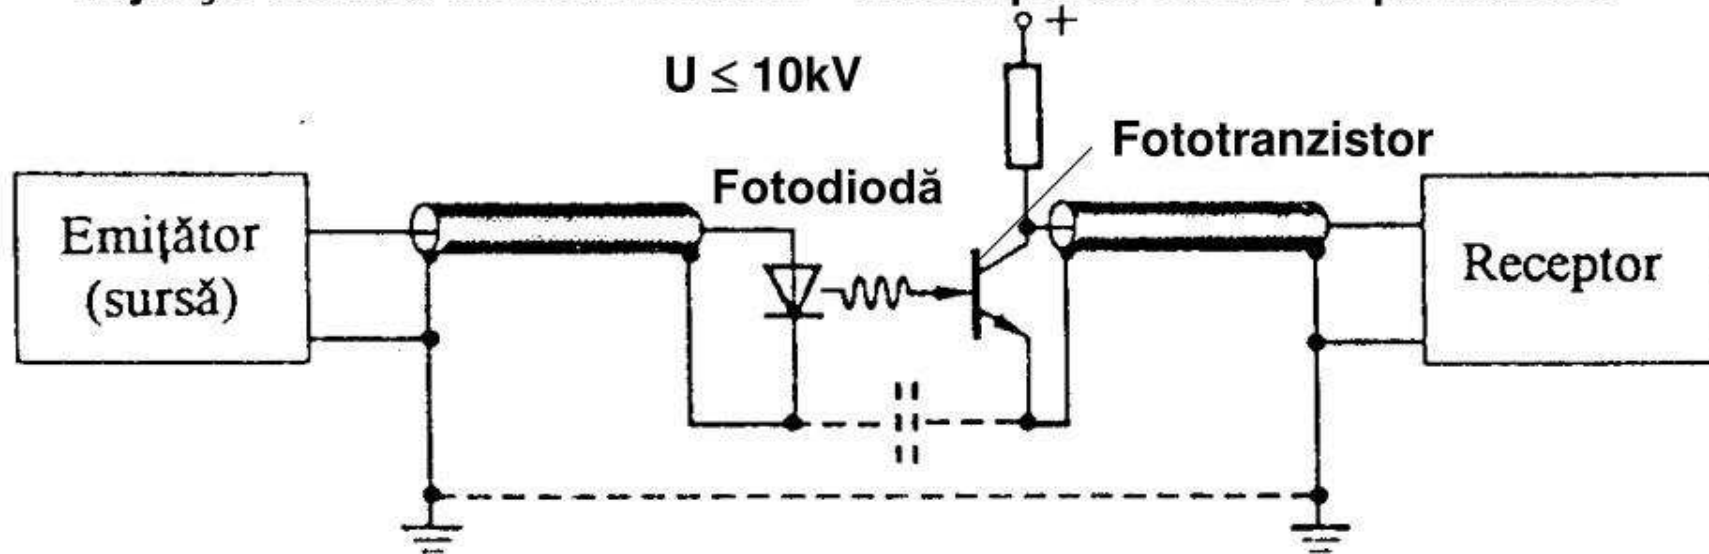 U ≤ 10kV
+
Fototranzistor
Fotodiodă
Emiţător
(sursă)
Receptor